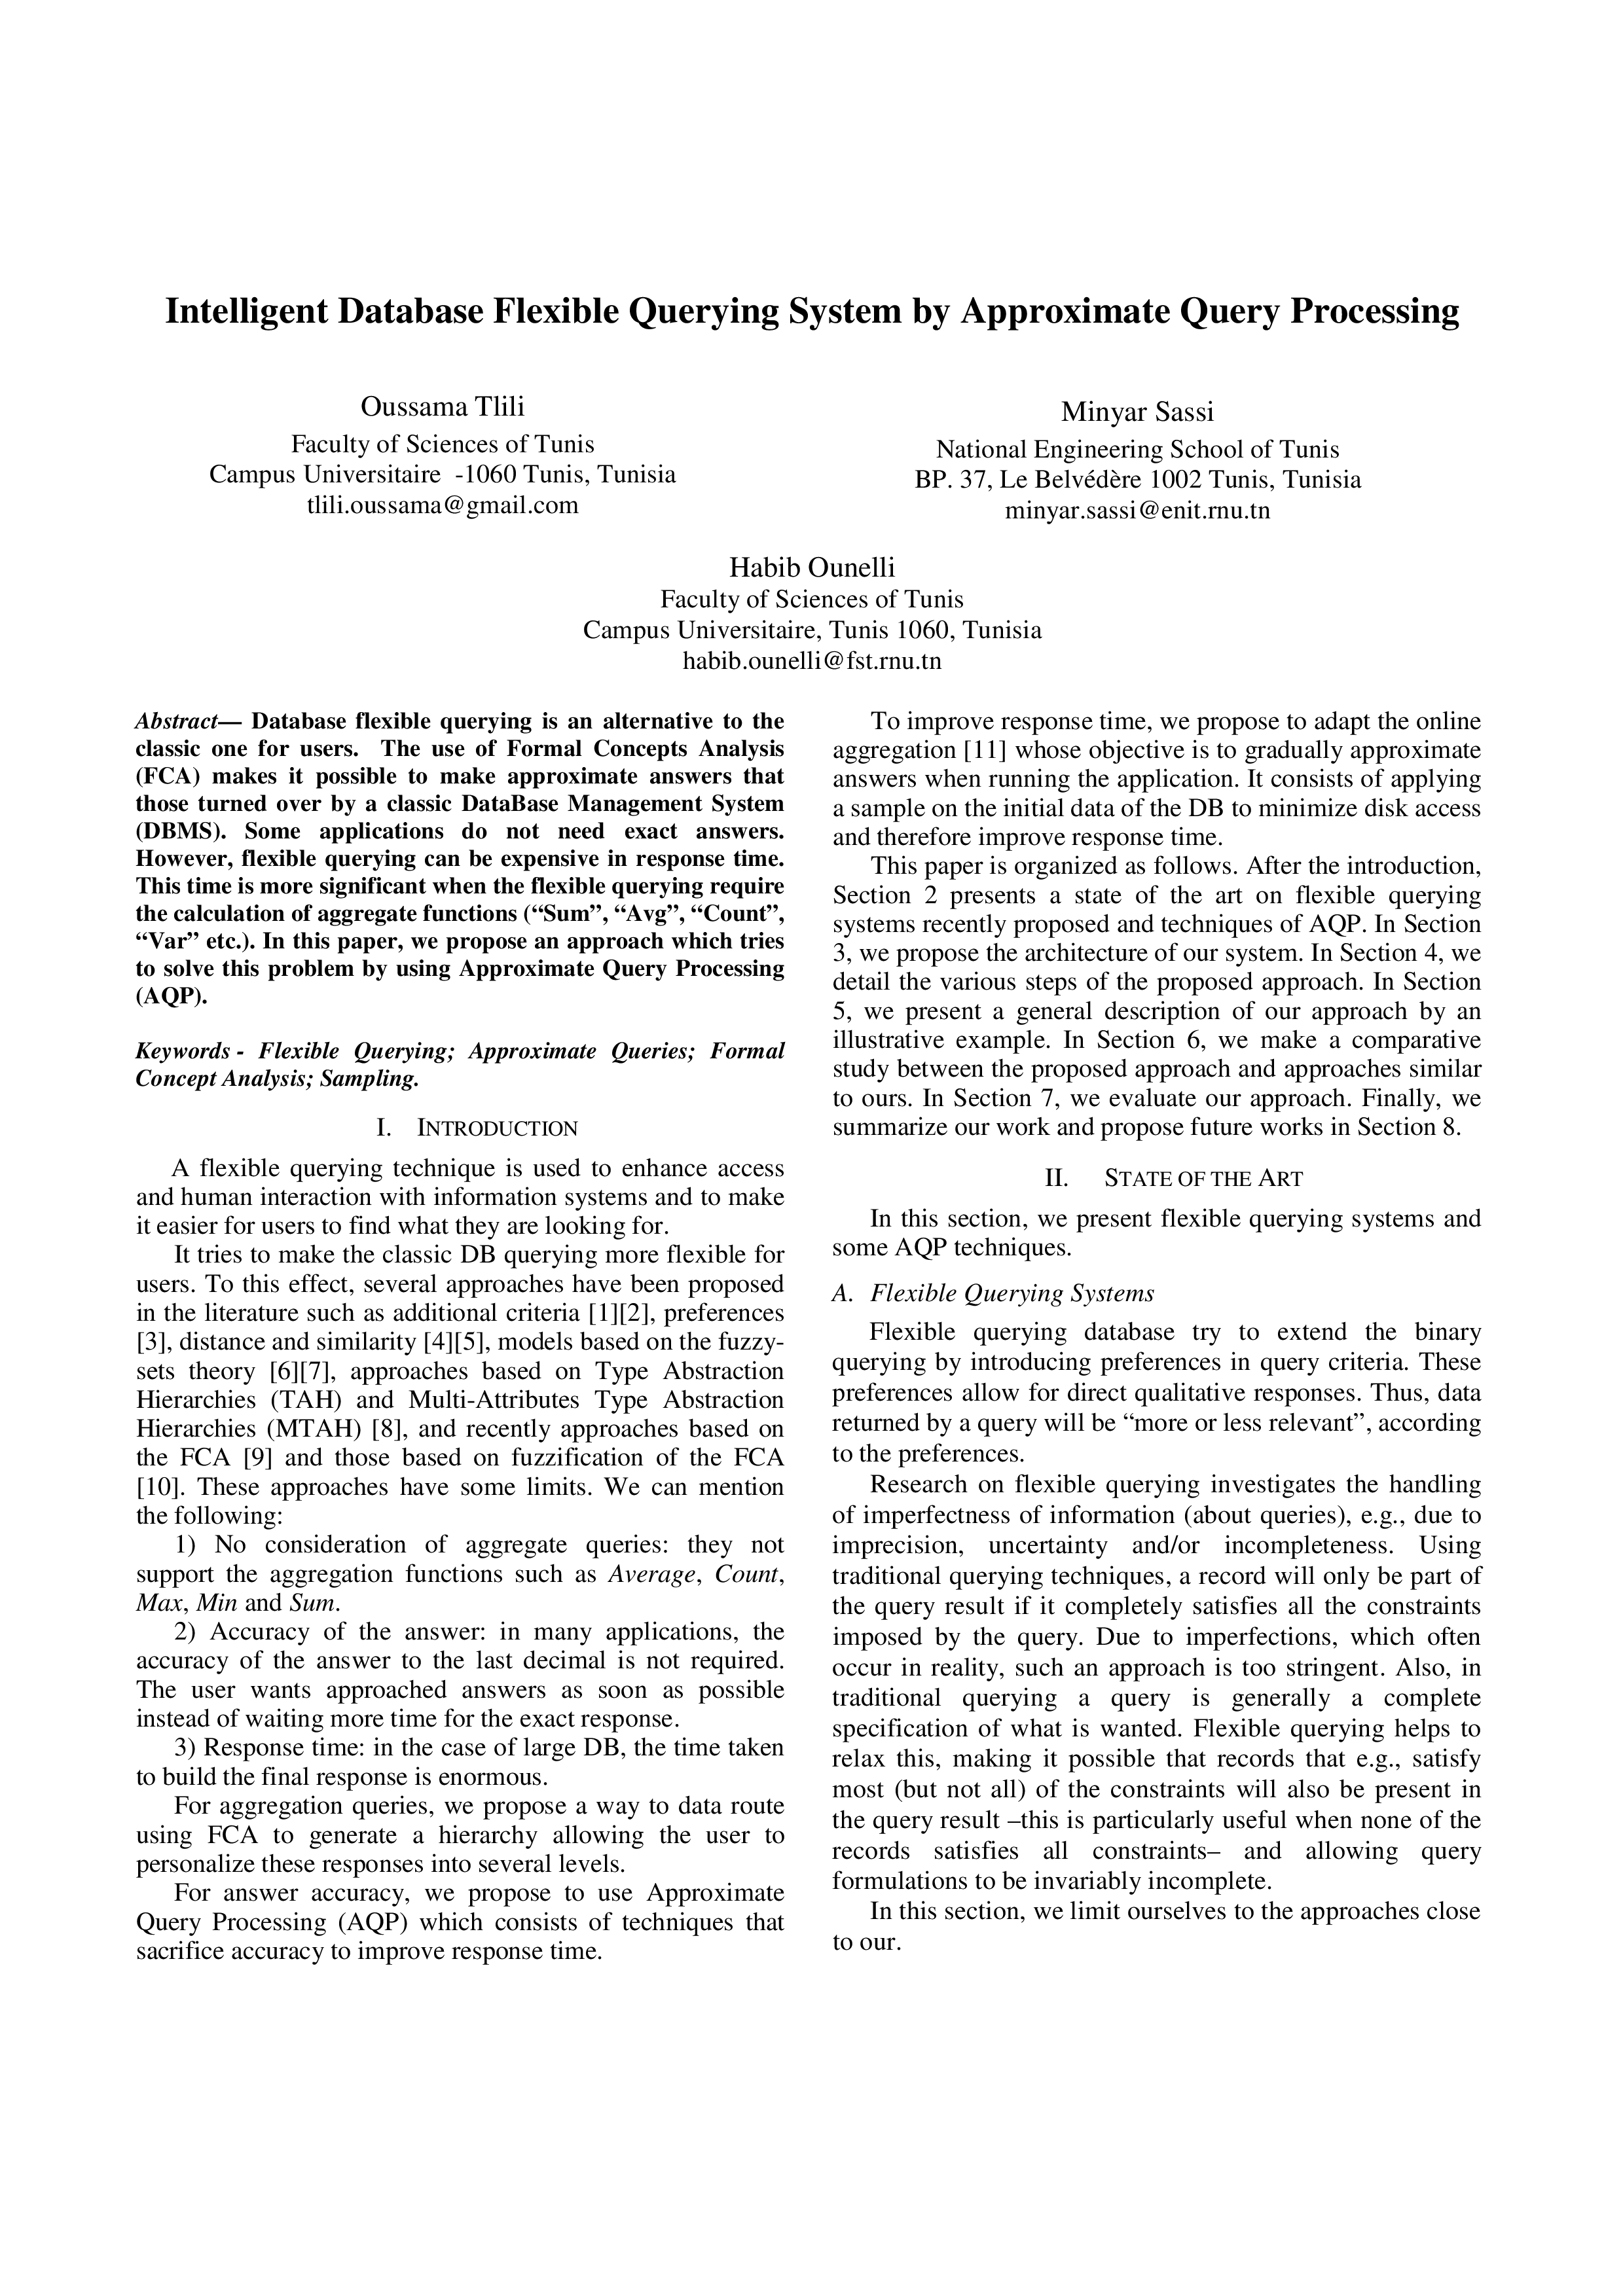 Intelligent Database Flexible Querying System by Approximate Query Processing
Oussama Tlili
Faculty of Sciences of Tunis
Campus Universitaire -1060 Tunis, Tunisia
tlili.oussama@gmail.com
Minyar Sassi
National Engineering School of Tunis
BP. 37, Le Belvédère 1002 Tunis, Tunisia
minyar.sassi@enit.rnu.tn
Habib Ounelli
Faculty of Sciences of Tunis
Campus Universitaire, Tunis 1060, Tunisia
habib.ounelli@fst.rnu.tn
Abstract— Database flexible querying is an alternative to the
classic one for users. The use of Formal Concepts Analysis
(FCA) makes it possible to make approximate answers that
those turned over by a classic DataBase Management System
(DBMS). Some applications do not need exact answers.
However, flexible querying can be expensive in response time.
This time is more significant when the flexible querying require
the calculation of aggregate functions (“Sum”, “Avg”, “Count”,
“Var” etc.). In this paper, we propose an approach which tries
to solve this problem by using Approximate Query Processing
(AQP).
Keywords - Flexible Querying; Approximate Queries; Formal
Concept Analysis; Sampling.
I. INTRODUCTION
A flexible querying technique is used to enhance access
and human interaction with information systems and to make
it easier for users to find what they are looking for.
It tries to make the classic DB querying more flexible for
users. To this effect, several approaches have been proposed
in the literature such as additional criteria [1][2], preferences
[3], distance and similarity [4][5], models based on the fuzzy-
sets theory [6][7], approaches based on Type Abstraction
Hierarchies (TAH) and Multi-Attributes Type Abstraction
Hierarchies (MTAH) [8], and recently approaches based on
the FCA [9] and those based on fuzzification of the FCA
[10]. These approaches have some limits. We can mention
the following:
1) No consideration of aggregate queries: they not
support the aggregation functions such as Average, Count,
Max, Min and Sum.
2) Accuracy of the answer: in many applications, the
accuracy of the answer to the last decimal is not required.
The user wants approached answers as soon as possible
instead of waiting more time for the exact response.
3) Response time: in the case of large DB, the time taken
to build the final response is enormous.
For aggregation queries, we propose a way to data route
using FCA to generate a hierarchy allowing the user to
personalize these responses into several levels.
For answer accuracy, we propose to use Approximate
Query Processing (AQP) which consists of techniques that
sacrifice accuracy to improve response time.
To improve response time, we propose to adapt the online
aggregation [11] whose objective is to gradually approximate
answers when running the application. It consists of applying
a sample on the initial data of the DB to minimize disk access
and therefore improve response time.
This paper is organized as follows. After the introduction,
Section 2 presents a state of the art on flexible querying
systems recently proposed and techniques of AQP. In Section
3, we propose the architecture of our system. In Section 4, we
detail the various steps of the proposed approach. In Section
5, we present a general description of our approach by an
illustrative example. In Section 6, we make a comparative
study between the proposed approach and approaches similar
to ours. In Section 7, we evaluate our approach. Finally, we
summarize our work and propose future works in Section 8.
II. STATE OF THE ART
In this section, we present flexible querying systems and
some AQP techniques.
A. Flexible Querying Systems
Flexible querying database try to extend the binary
querying by introducing preferences in query criteria. These
preferences allow for direct qualitative responses. Thus, data
returned by a query will be “more or less relevant”, according
to the preferences.
Research on flexible querying investigates the handling
of imperfectness of information (about queries), e.g., due to
imprecision, uncertainty and/or incompleteness. Using
traditional querying techniques, a record will only be part of
the query result if it completely satisfies all the constraints
imposed by the query. Due to imperfections, which often
occur in reality, such an approach is too stringent. Also, in
traditional querying a query is generally a complete
specification of what is wanted. Flexible querying helps to
relax this, making it possible that records that e.g., satisfy
most (but not all) of the constraints will also be present in
the query result –this is particularly useful when none of the
records satisfies all constraints– and allowing query
formulations to be invariably incomplete.
In this section, we limit ourselves to the approaches close
to our.